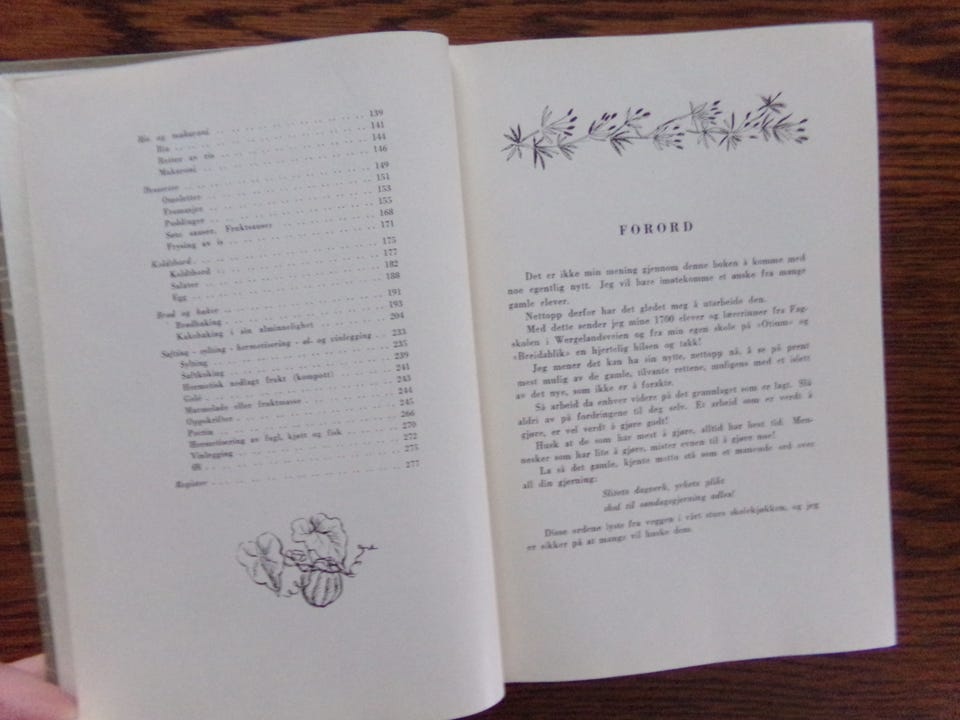 Ris og makaroni .. .. .. .. .. .. .. .. 139
Ris .. .. .. .. .. .. .. .. .. 141
Retter av ris .. .. .. .. .. .. .. .. 144
Makaroni .. .. .. .. .. .. .. .. 146
Desserter .. .. .. .. .. .. .. .. 149
Omeletter .. .. .. .. .. .. .. .. 151
Fromasjer .. .. .. .. .. .. .. .. 153
Puddinger .. .. .. .. .. .. .. .. 155
Søte sauser. Fruktsauser .. .. .. .. .. 168
Frysing av is .. .. .. .. .. .. .. 171
Koldtbord .. .. .. .. .. .. .. .. 175
Koldtbord .. .. .. .. .. .. .. .. 177
Salater .. .. .. .. .. .. .. .. 182
Egg .. .. .. .. .. .. .. .. 188
Brød og kaker .. .. .. .. .. .. .. 191
Brødbaking .. .. .. .. .. .. .. 193
Kakebaking i sin alminnelighet .. .. .. .. 204
Safting - sylting - hermetisering - øl- og vinlegging .. .. 233
Sylting .. .. .. .. .. .. .. .. 235
Saftkoking .. .. .. .. .. .. .. 239
Hermetisk nedlagt frukt (kompott) .. .. .. 241
Gelé .. .. .. .. .. .. .. .. 243
Marmelade eller fruktmasse .. .. .. .. 244
Oppskrifter .. .. .. .. .. .. .. 245
Pectin .. .. .. .. .. .. .. .. 266
Hermetisering av fugl, kjøtt og fisk .. .. .. 270
Vinlegging .. .. .. .. .. .. .. 272
Øl .. .. .. .. .. .. .. .. 275
Register .. .. .. .. .. .. .. .. 277
FORORD
Det er ikke min mening gjennom denne boken å komme med
noe egentlig nytt. Jeg vil bare imøtekomme et ønske fra mange
gamle elever.
Nettopp derfor har det gledet meg å utarbeide den.
Med dette sender jeg mine 1700 elever og lærerinner fra Fag-
skolen i Wergelandsveien og fra min egen skole på »Otium« og
»Breidablik« en hjertelig hilsen og takk!
Jeg mener det kan ha sin nytte, nettopp nå, å se på prent
mest mulig av de gamle, tilvante rettene, muligens med et islett
av det nye, som ikke er å forakte.
Så arbeid da enhver videre på det grunnlaget som er lagt. Slå
aldri av på fordringene til deg selv. Et arbeid som er verdt å
gjøre, er vel verdt å gjøre godt!
Husk at de som har mest å gjøre, alltid har best tid. Men-
nesker som har lite å gjøre, mister evnen til å gjøre noe!
La så det gamle, kjente motto stå som et manende ord over
all din gjerning:
Slitets dagverk, yrkets plikt
skal til søndagsgjerning adles!
Disse ordene lyste fra veggen i vårt store skolekjøkken, og jeg
er sikker på at mange vil huske dem.